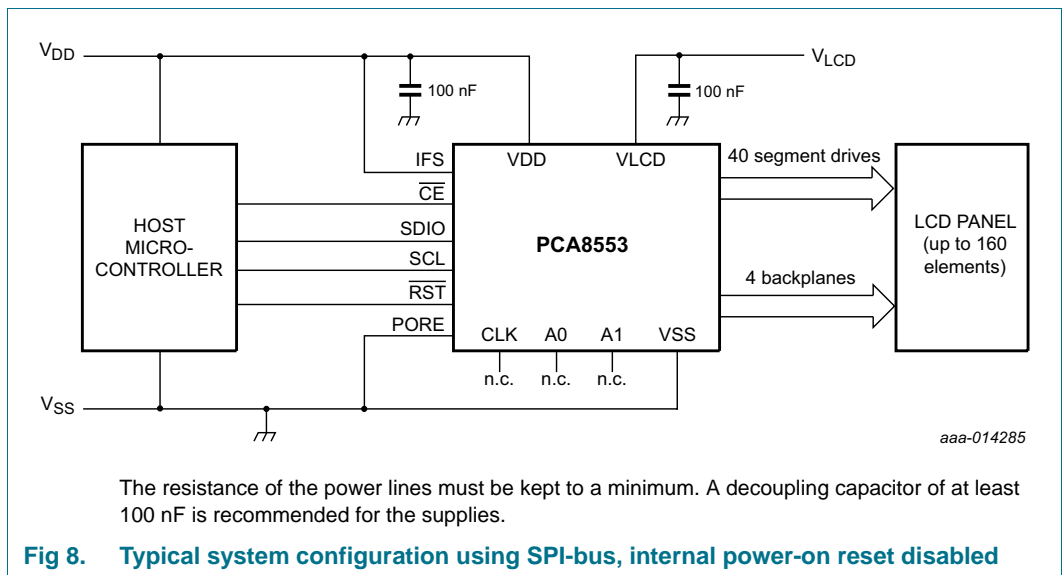 VDD
VLCD
100 nF
100 nF
IFS
VDD
VLCD
40 segment drives
CE
HOST
MICRO-
CONTROLLER
SDIO
PCA8553
LCD PANEL
(up to 160
elements)
SCL
4 backplanes
RST
PORE
CLK
A0
A1
VSS
n.c.
n.c.
n.c.
VSS
aaa-014285
The resistance of the power lines must be kept to a minimum. A decoupling capacitor of at least
100 nF is recommended for the supplies.
Fig 8. Typical system configuration using SPI-bus, internal power-on reset disabled